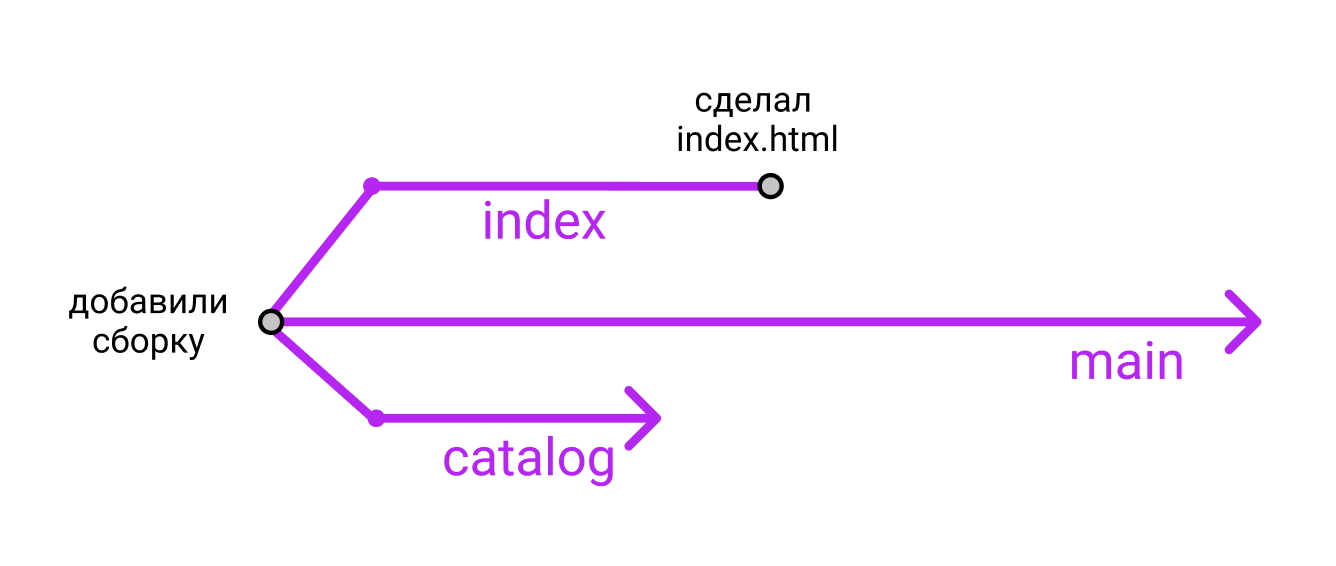 сделал
index.html
index
добавили
сборку
main
catalog